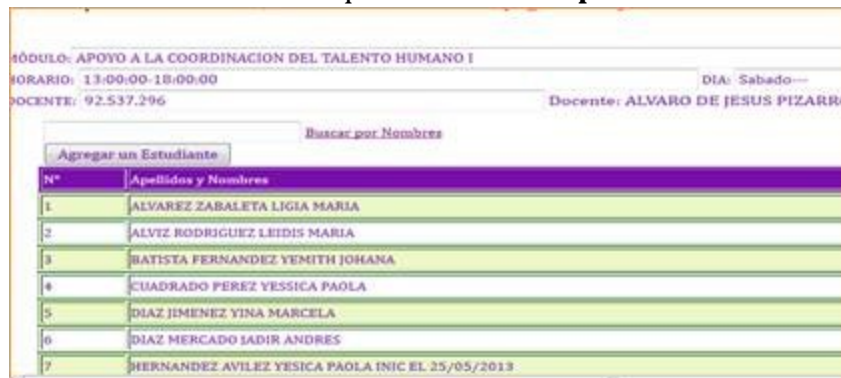 MÓDULO: APOYO A LA COORDINACION DEL TALENTO HUMANO I
HORARIO: 13:00:00-18:00:00 DIA: Sabado---
DOCENTE: 92.537.296 Docente: ALVARO DE JESUS PIZARR
Buscar por Nombres
Agregar un Estudiante
N° Apellidos y Nombres
1 ALVAREZ ZABALETA LIGIA MARIA
2 ALVIZ RODRIGUEZ LEIDIS MARIA
3 BATISTA FERNANDEZ YEMITH JOHANA
4 CUADRADO PEREZ YESSICA PAOLA
5 DIAZ JIMENEZ YINA MARCELA
6 DIAZ MERCADO JADIR ANDRES
7 HERNANDEZ AVILEZ YESICA PAOLA INIC EL 25/05/2013